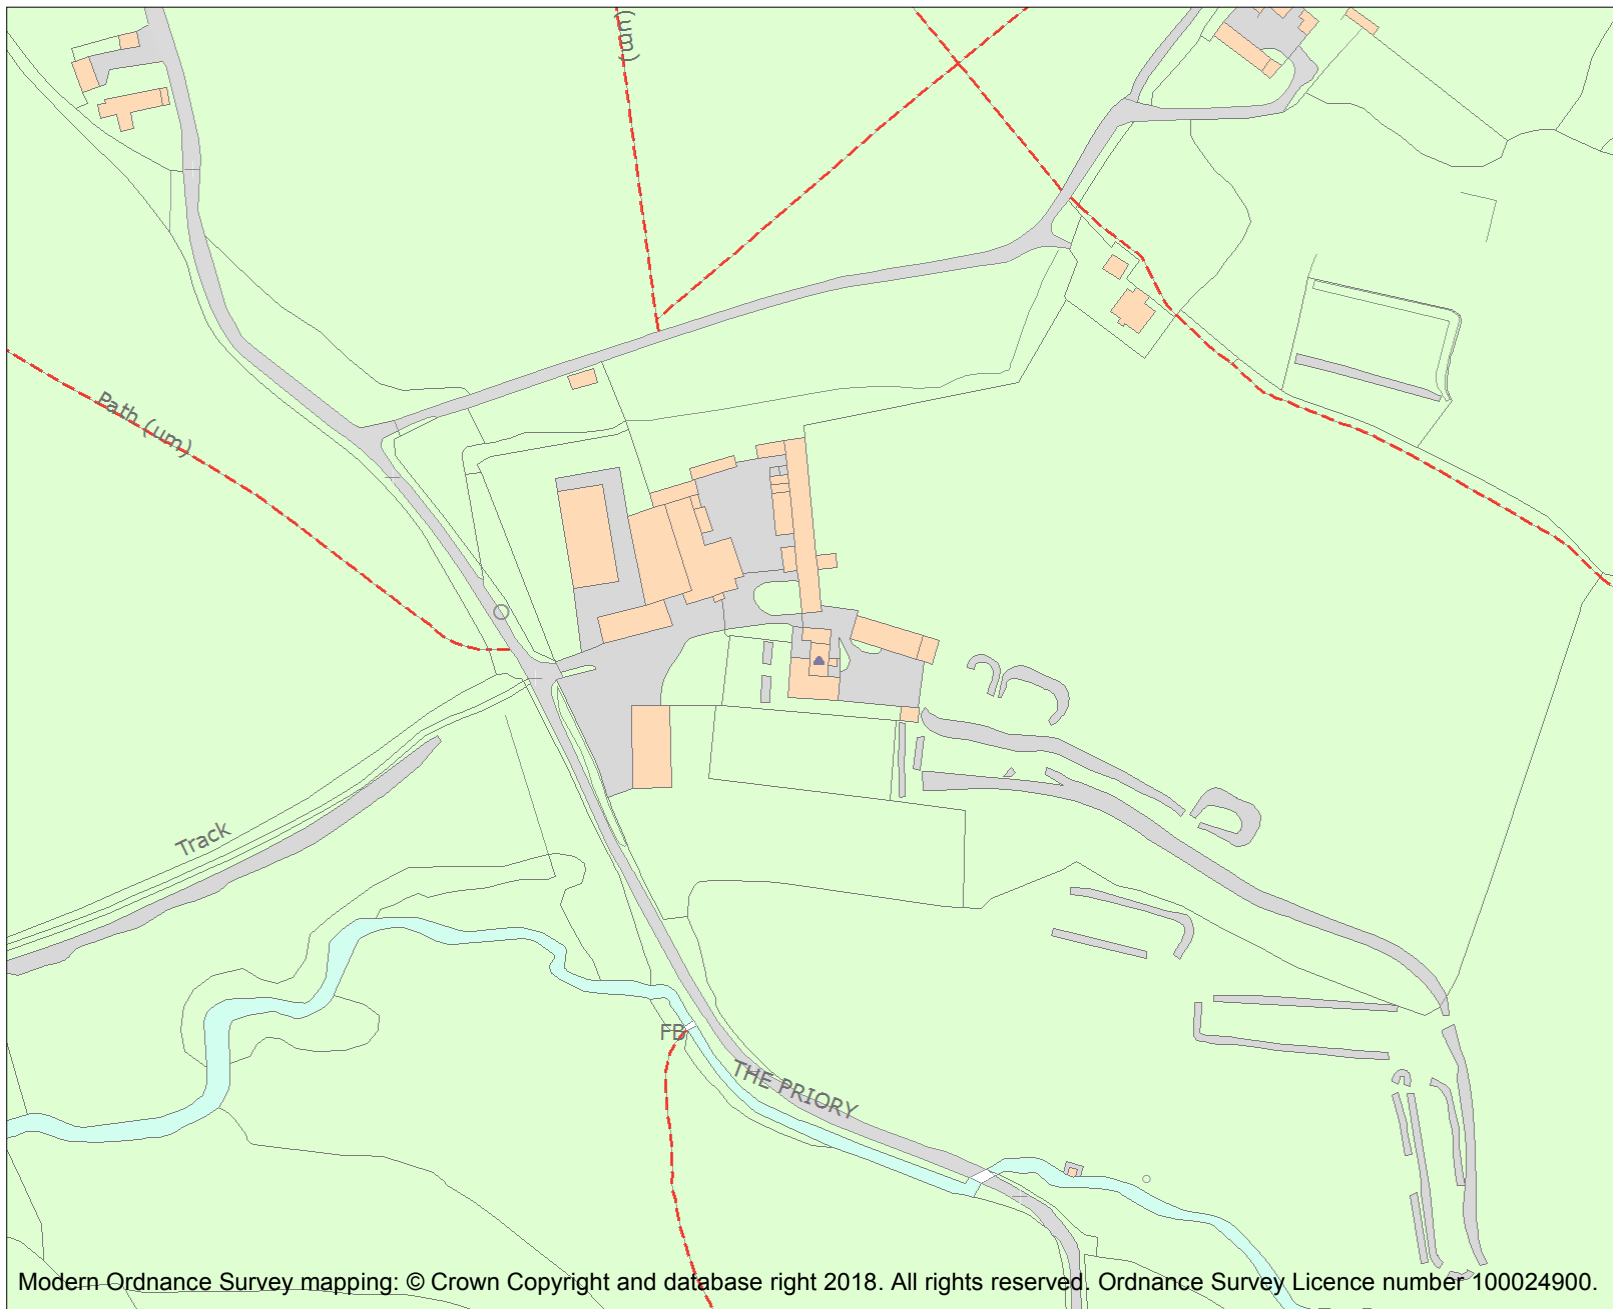 (um)
Path (um)
Track
FB
THE PRIORY
Modern Ordnance Survey mapping: © Crown Copyright and database right 2018. All rights reserved. Ordnance Survey Licence number 100024900.